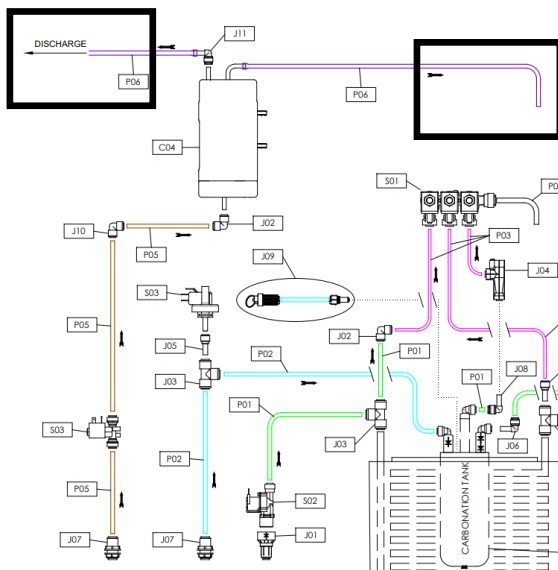 J11
DISCHARGE
P06
P06
C04
S01
P0
J10
J02
P03
P05
J09
J04
S03
P05
J02
J05
P02
P01
J08
J03
P01
P01
S03
J03
J06
P02
P05
S02
CARBONATION TANK
J07
J07
J01